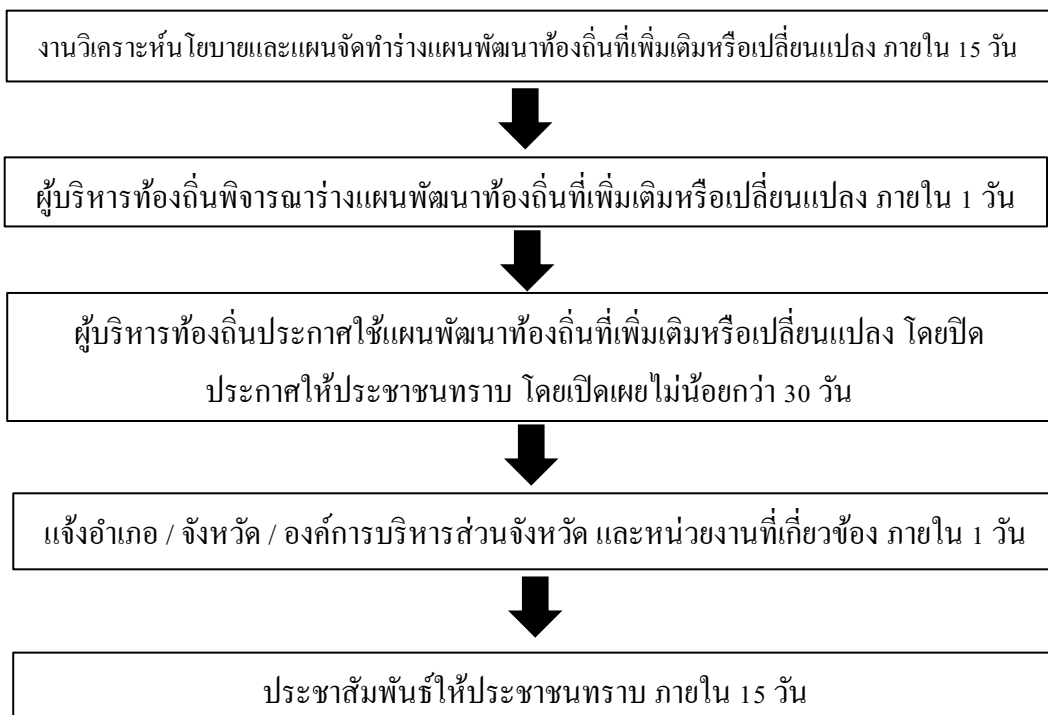 งานวิเคราะห์นโยบายและแผนจัดทำร่างแผนพัฒนาท้องถิ่นที่เพิ่มเติมหรือเปลี่ยนแปลง ภายใน 15 วัน
ผู้บริหารท้องถิ่นพิจารณาร่างแผนพัฒนาท้องถิ่นที่เพิ่มเติมหรือเปลี่ยนแปลง ภายใน 1 วัน
ผู้บริหารท้องถิ่นประกาศใช้แผนพัฒนาท้องถิ่นที่เพิ่มเติมหรือเปลี่ยนแปลง โดยปิด
ประกาศให้ประชาชนทราบ โดยเปิดเผยไม่น้อยกว่า 30 วัน
แจ้งอำเภอ / จังหวัด / องค์การบริหารส่วนจังหวัด และหน่วยงานที่เกี่ยวข้อง ภายใน 1 วัน
ประชาสัมพันธ์ให้ประชาชนทราบ ภายใน 15 วัน